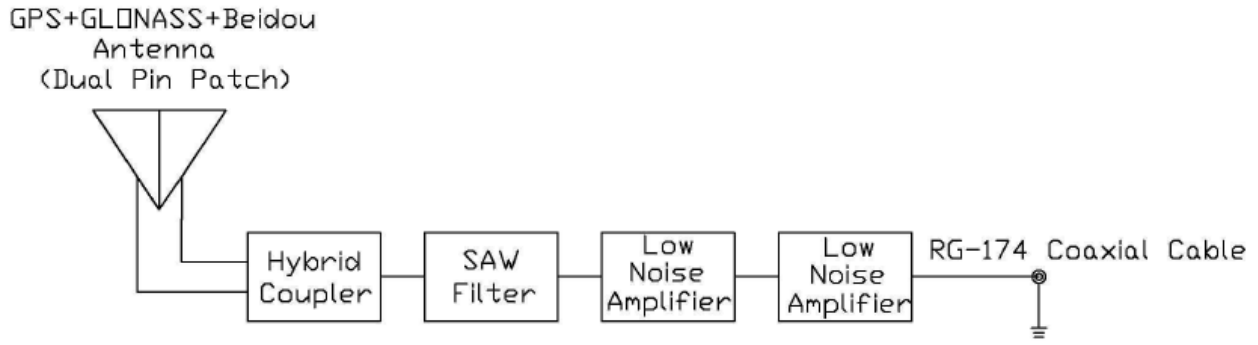 GPS+GLONASS+Beidou
Antenna
(Dual Pin Patch)
Hybrid
Coupler
SAW
Filter
Low
Noise
Amplifier
Low
Noise
Amplifier
RG-174 Coaxial Cable